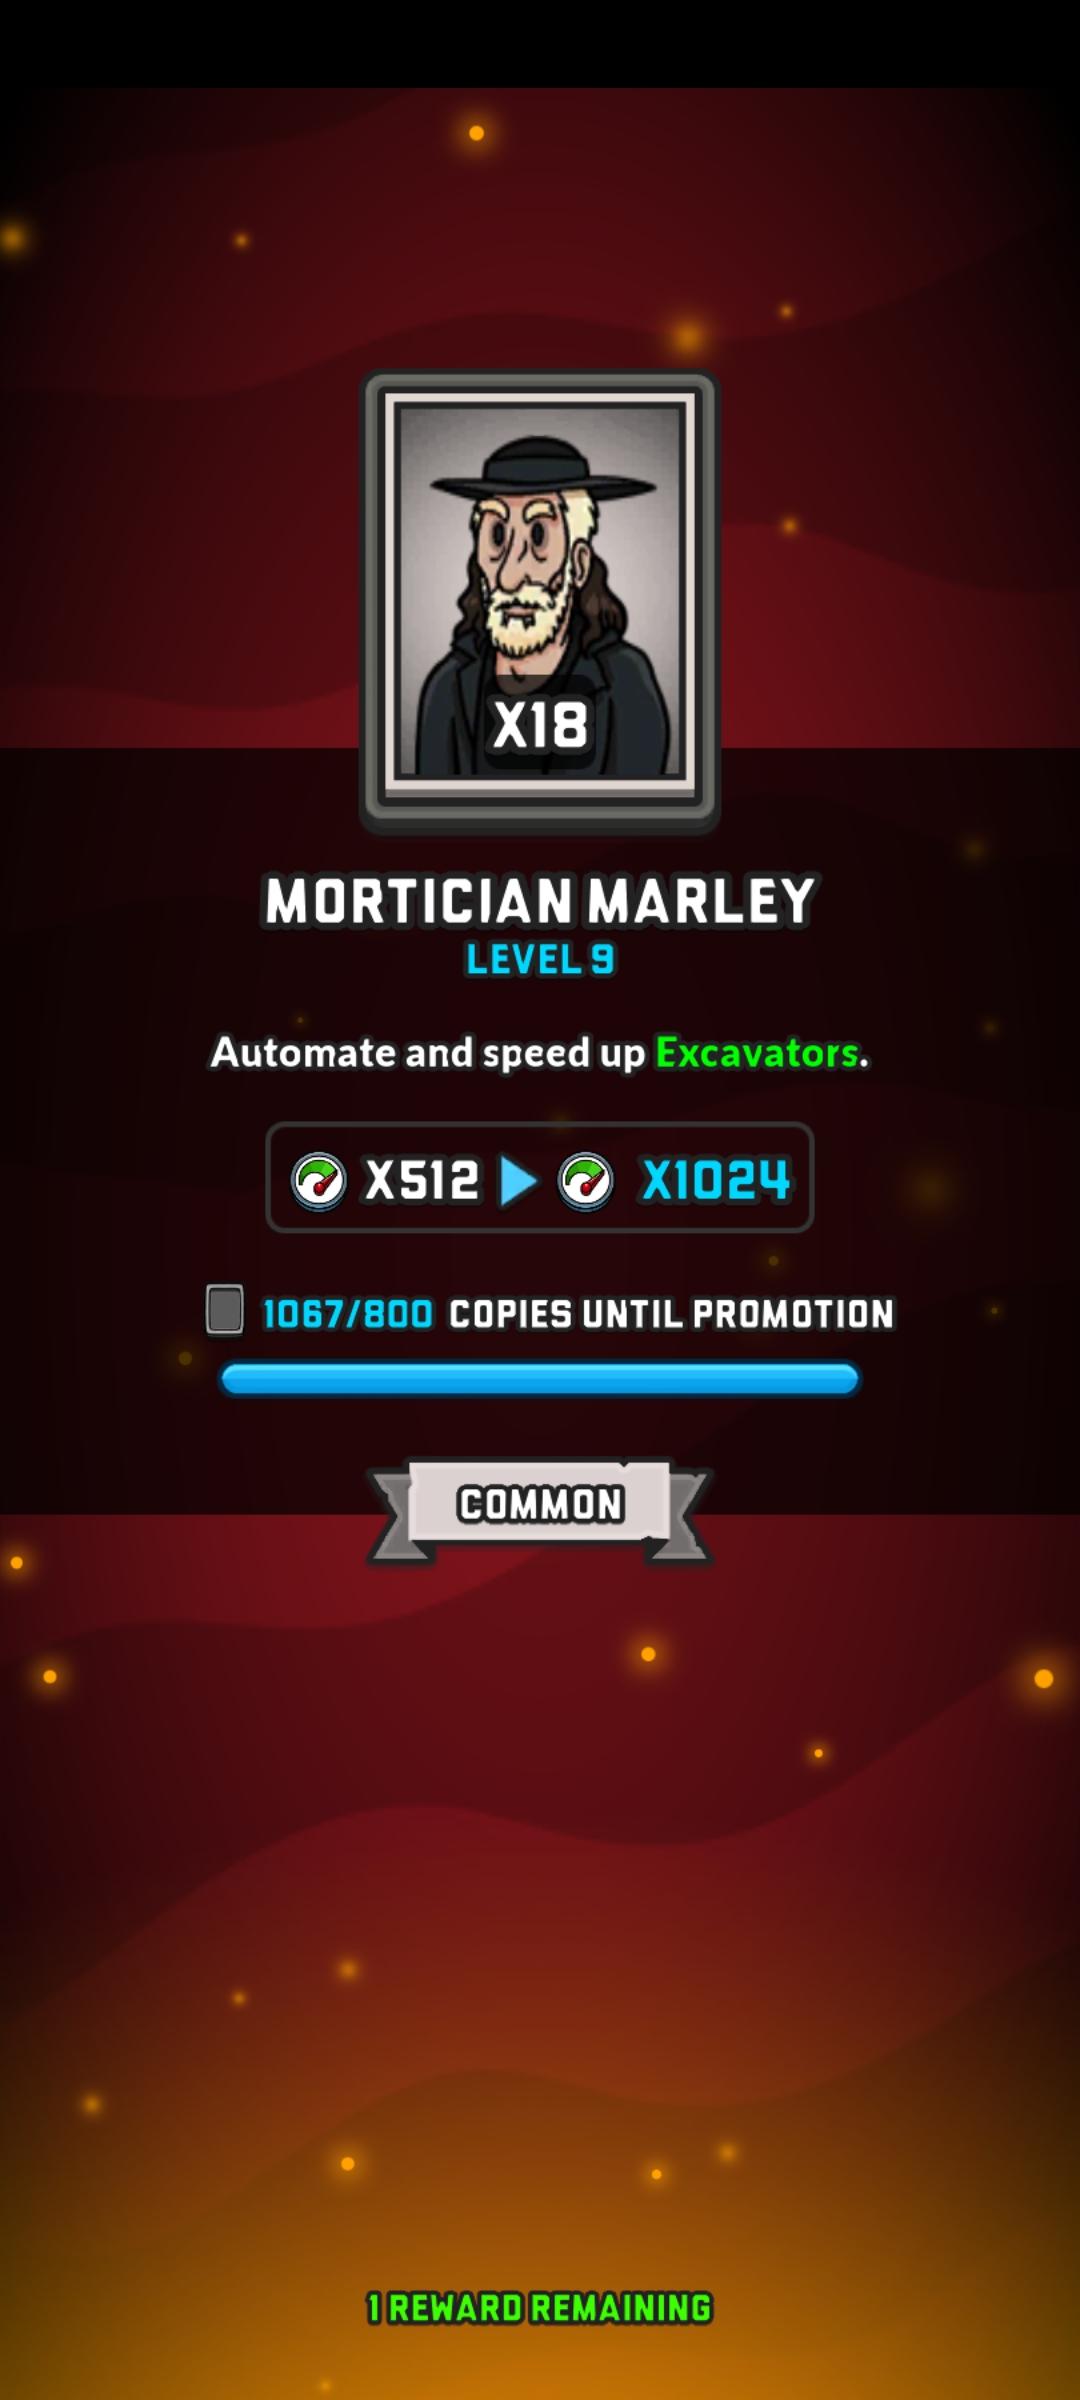 X18
MORTICIAN MARLEY
LEVEL 9
Automate and speed up Excavators.
X512 X1024
1067/800 COPIES UNTIL PROMOTION
COMMON
1 REWARD REMAINING